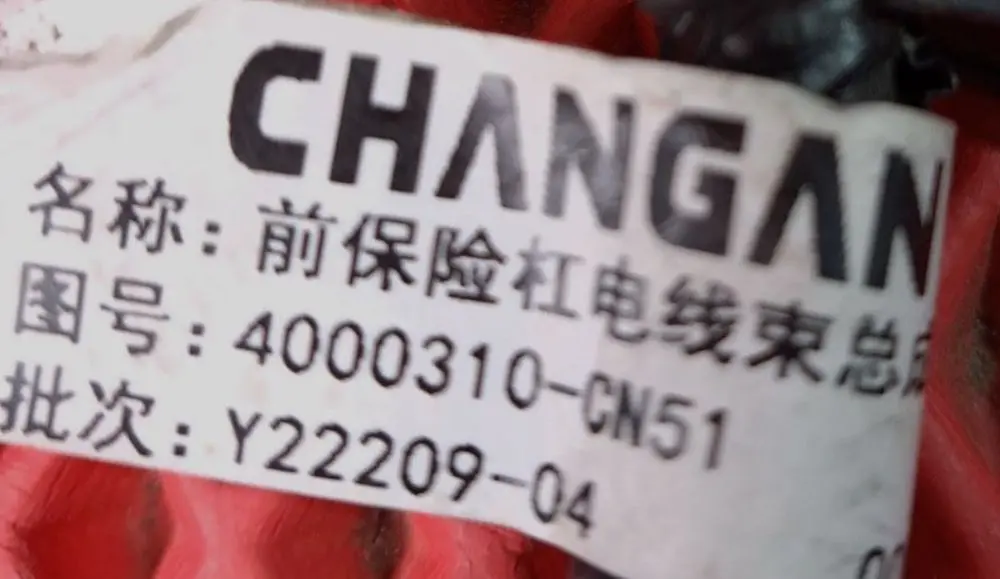 CHANGAN
名称：前保险杠电线束总
图号：4000310-CN51
批次：Y22209-04